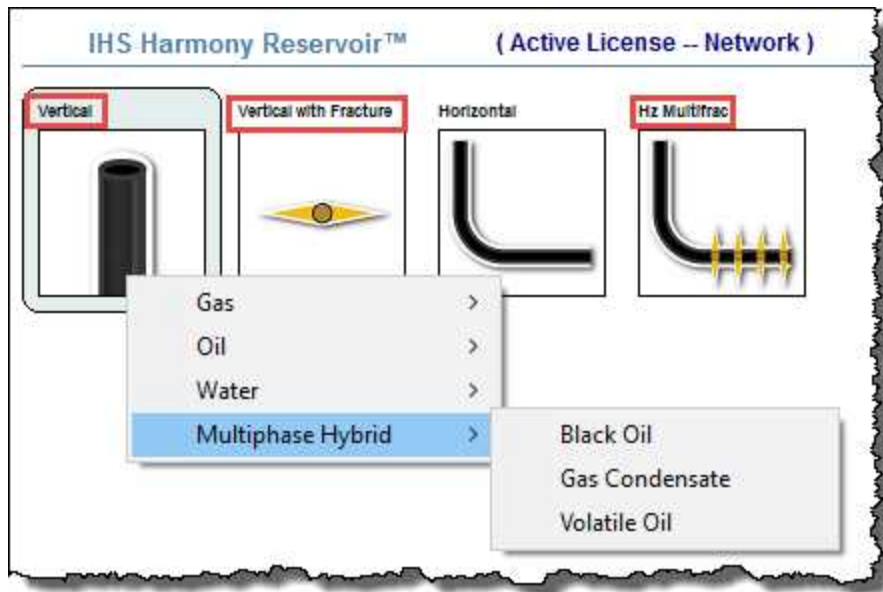 IHS Harmony Reservoir™ ( Active License -- Network )
Vertical Vertical with Fracture Horizontal Hz Multifrac
Gas
Oil
Water
Multiphase Hybrid
Black Oil
Gas Condensate
Volatile Oil